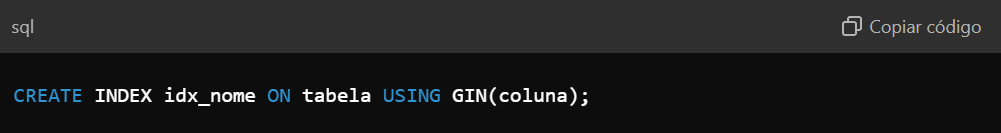 sql
Copiar código
CREATE INDEX idx_nome ON tabela USING GIN(coluna);